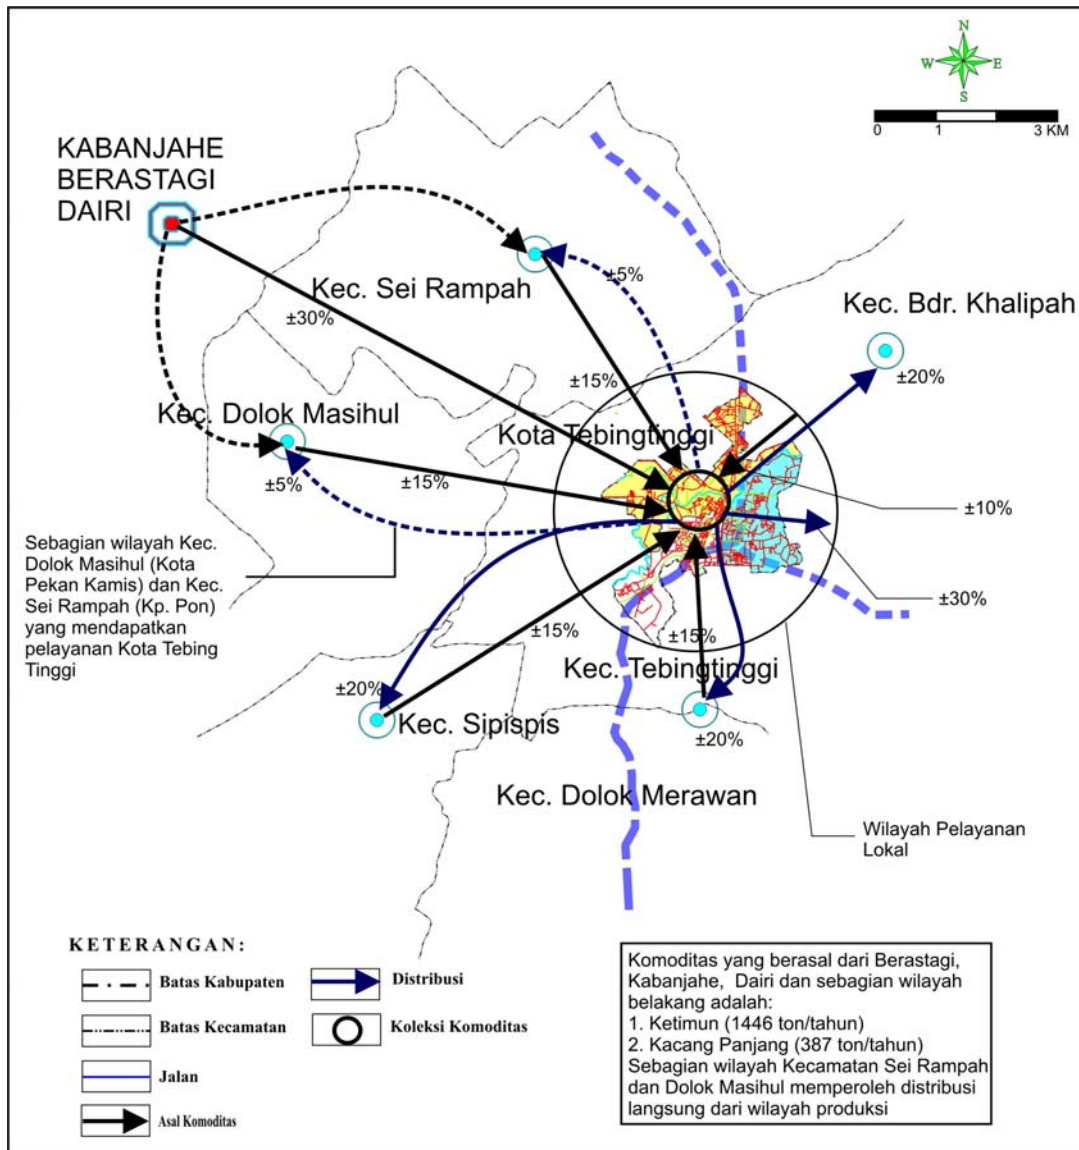 N
W
E
S
0
1
3 KM
KABANJAHE
BERASTAGI
DAIRI
Kec. Sei Rampah
±5%
Kec. Bdr. Khalipah
±20%
±30%
±15%
Kec. Dolok Masihul
Kota Tebingtinggi
±5%
±15%
±10%
Sebagian wilayah Kec.
Dolok Masihul (Kota
Pekan Kamis) dan Kec.
Sei Rampah (Kp. Pon)
yang mendapatkan
pelayanan Kota Tebing
Tinggi
±30%
±15%
±15%
Kec. Tebingtinggi
±20%
Kec. Sipispis
±20%
Kec. Dolok Merawan
Wilayah Pelayanan
Lokal
KETERANGAN:
Batas Kabupaten
Distribusi
Batas Kecamatan
Koleksi Komoditas
Jalan
Asal Komoditas
Komoditas yang berasal dari Berastagi,
Kabanjahe, Dairi dan sebagian wilayah
belakang adalah:
1. Ketimun (1446 ton/tahun)
2. Kacang Panjang (387 ton/tahun)
Sebagian wilayah Kecamatan Sei Rampah
dan Dolok Masihul memperoleh distribusi
langsung dari wilayah produksi